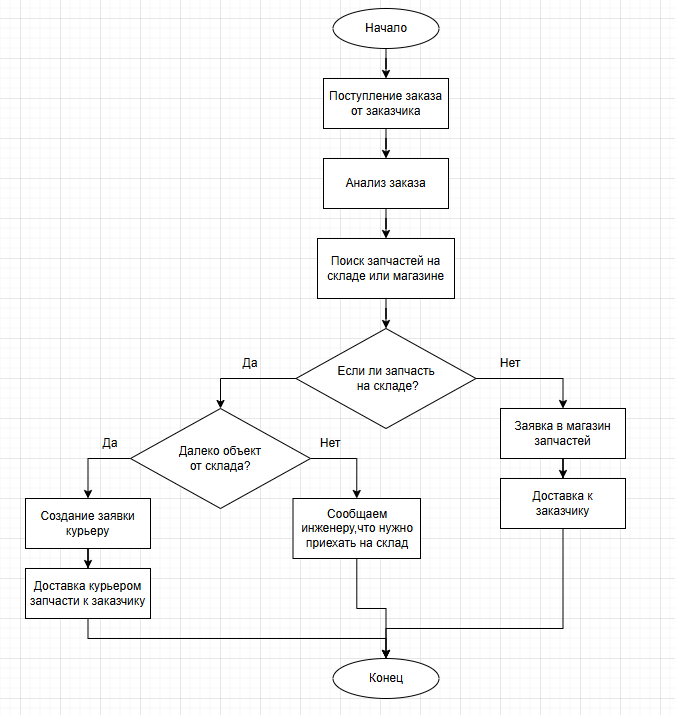 Начало
Поступление заказа
от заказчика
Анализ заказа
Поиск запчастей на
складе или магазине
Если ли запчасть
на складе?
Да
Нет
Далеко объект
от склада?
Да
Нет
Заявка в магазин
запчастей
Создание заявки
курьеру
Сообщаем
инженеру,что нужно
приехать на склад
Доставка к
заказчику
Доставка курьером
запчасти к заказчику
Конец